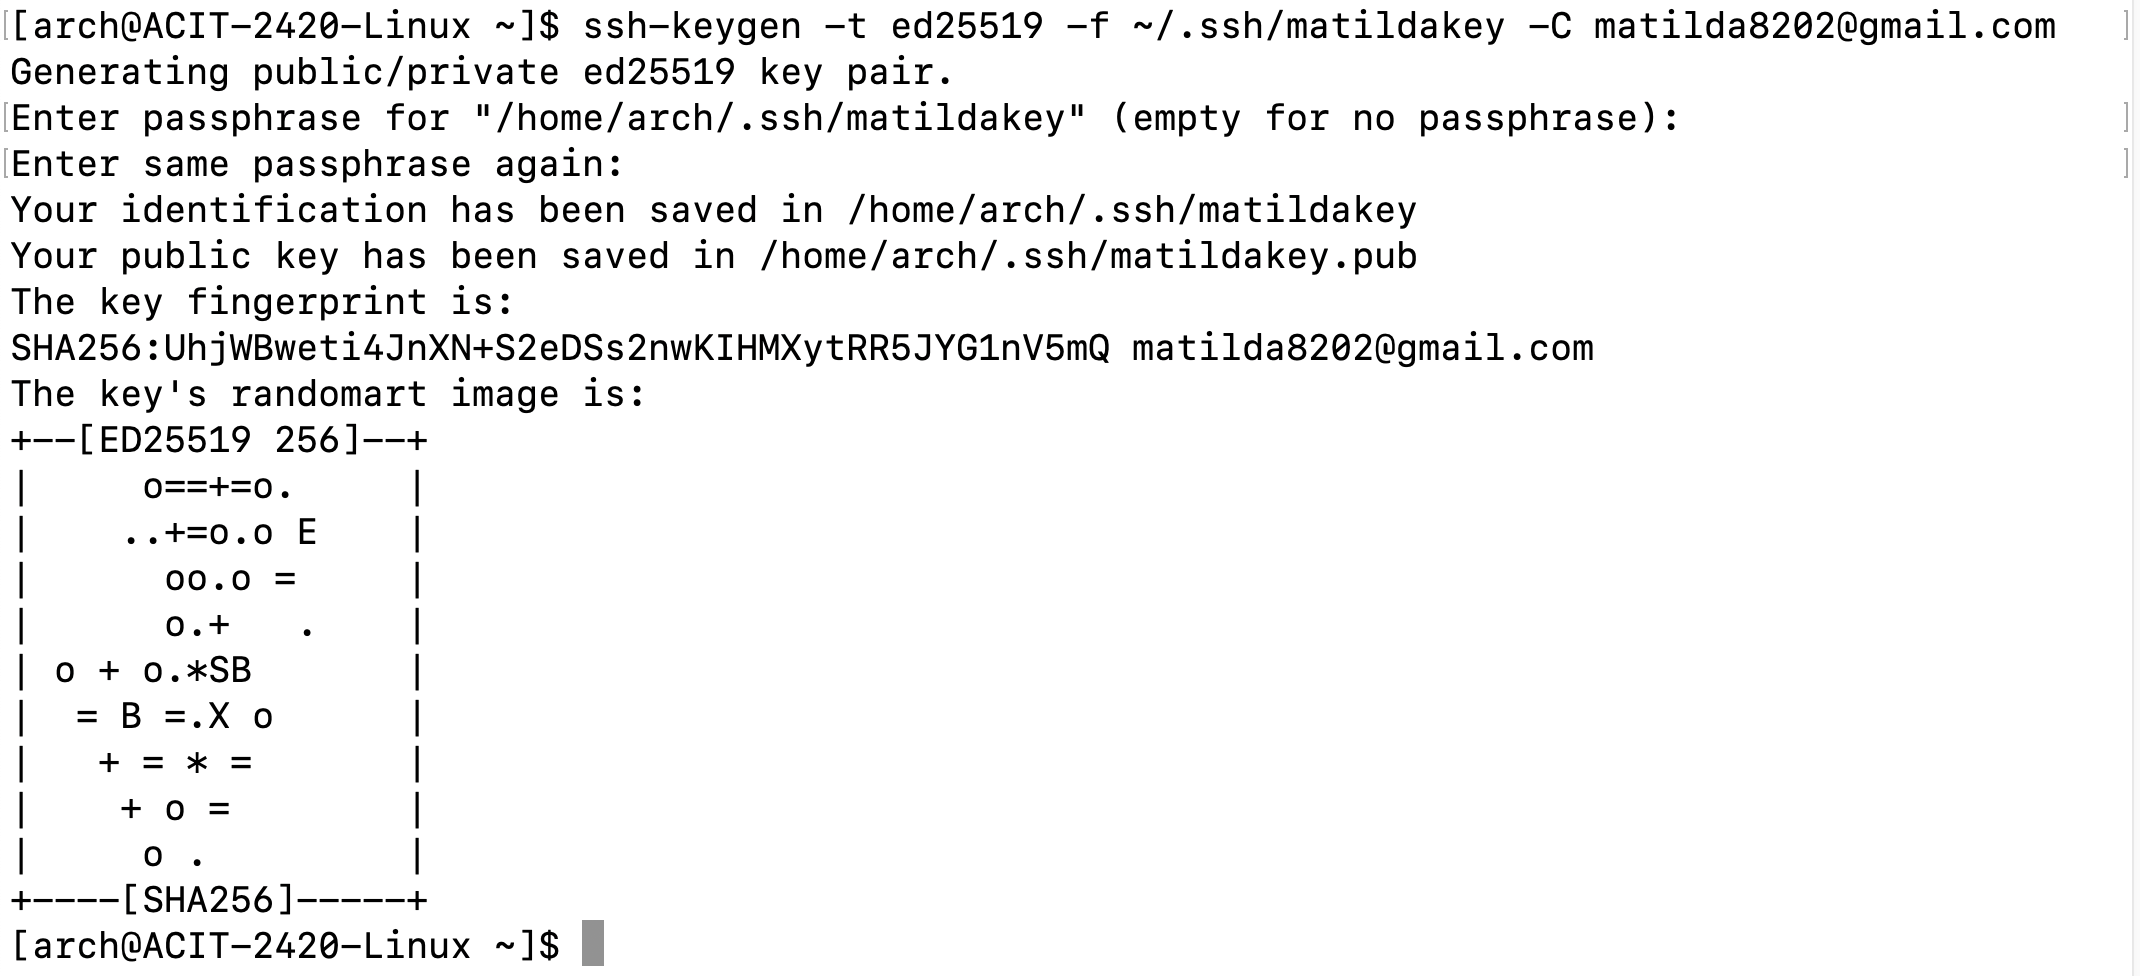 [arch@ACIT-2420-Linux ~]$ ssh-keygen -t ed25519 -f ~/.ssh/matildakey -C matilda8202@gmail.com
Generating public/private ed25519 key pair.
Enter passphrase for "/home/arch/.ssh/matildakey" (empty for no passphrase):
Enter same passphrase again:
Your identification has been saved in /home/arch/.ssh/matildakey
Your public key has been saved in /home/arch/.ssh/matildakey.pub
The key fingerprint is:
SHA256:UhjWBweti4JnXN+S2eDSs2nwKIHMXytRR5JYG1nV5mQ matilda8202@gmail.com
The key's randomart image is:
+--[ED25519 256]--+
|     o==+=o.     |
|    ..+=o.o E    |
|      oo.o =     |
|      o.+   .    |
| o + o.*SB       |
|  = B =.X o      |
|   + = * =       |
|    + o =        |
|     o .         |
+----[SHA256]-----+
[arch@ACIT-2420-Linux ~]$